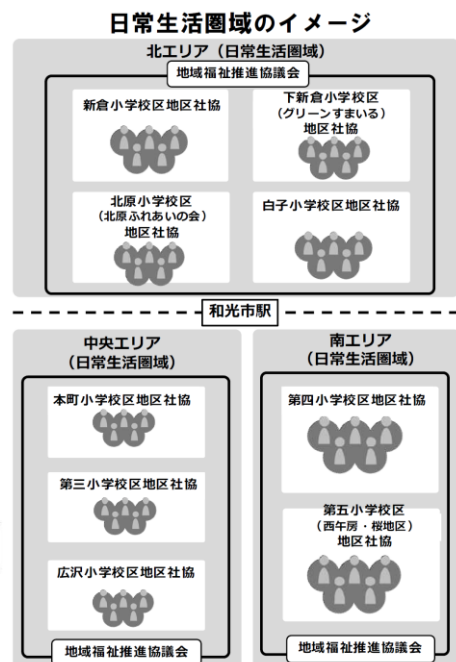 日常生活圏域のイメージ
北エリア（日常生活圏域）
地域福祉推進協議会
新倉小学校区地区社協
下新倉小学校区
（グリーンすまいる）
地区社協
北原小学校区
（北原ふれあいの会）
地区社協
白子小学校区地区社協
和光市駅
中央エリア
（日常生活圏域）
本町小学校区地区社協
第三小学校区地区社協
広沢小学校区地区社協
地域福祉推進協議会
南エリア
（日常生活圏域）
第四小学校区地区社協
第五小学校区
（西午房・桜地区）
地区社協
地域福祉推進協議会